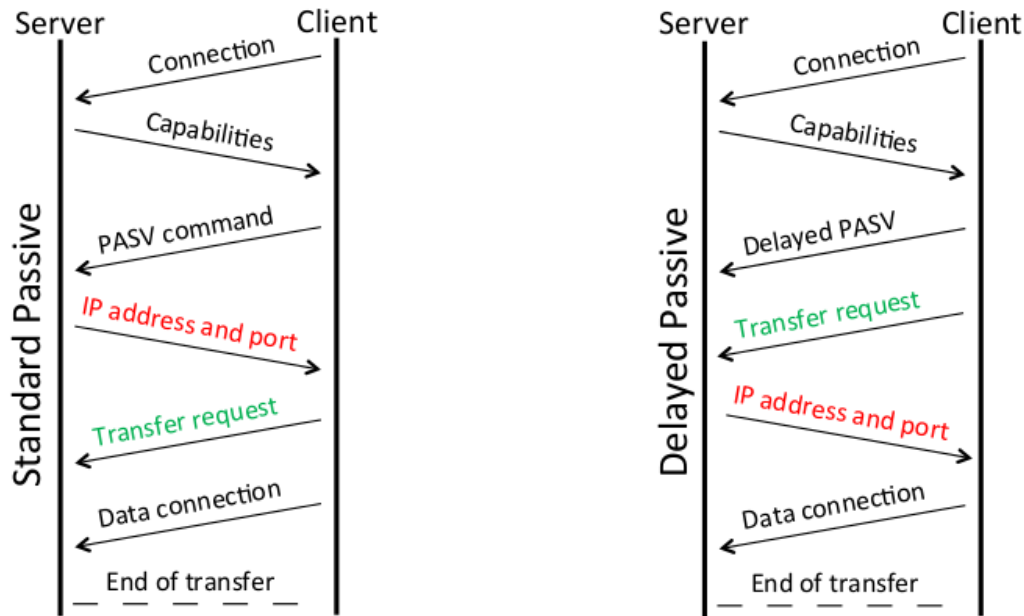 Server
Client
Connection
Capabilities
PASV command
IP address and port
Transfer request
Data connection
End of transfer
Standard Passive
Server
Client
Connection
Capabilities
Delayed PASV
Transfer request
IP address and port
Data connection
End of transfer
Delayed Passive